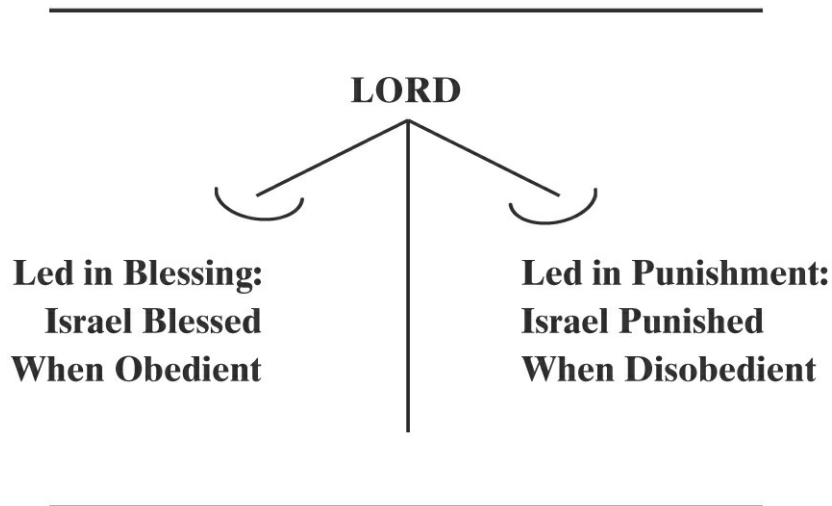 LORD
Led in Blessing:
Israel Blessed
When Obedient
Led in Punishment:
Israel Punished
When Disobedient